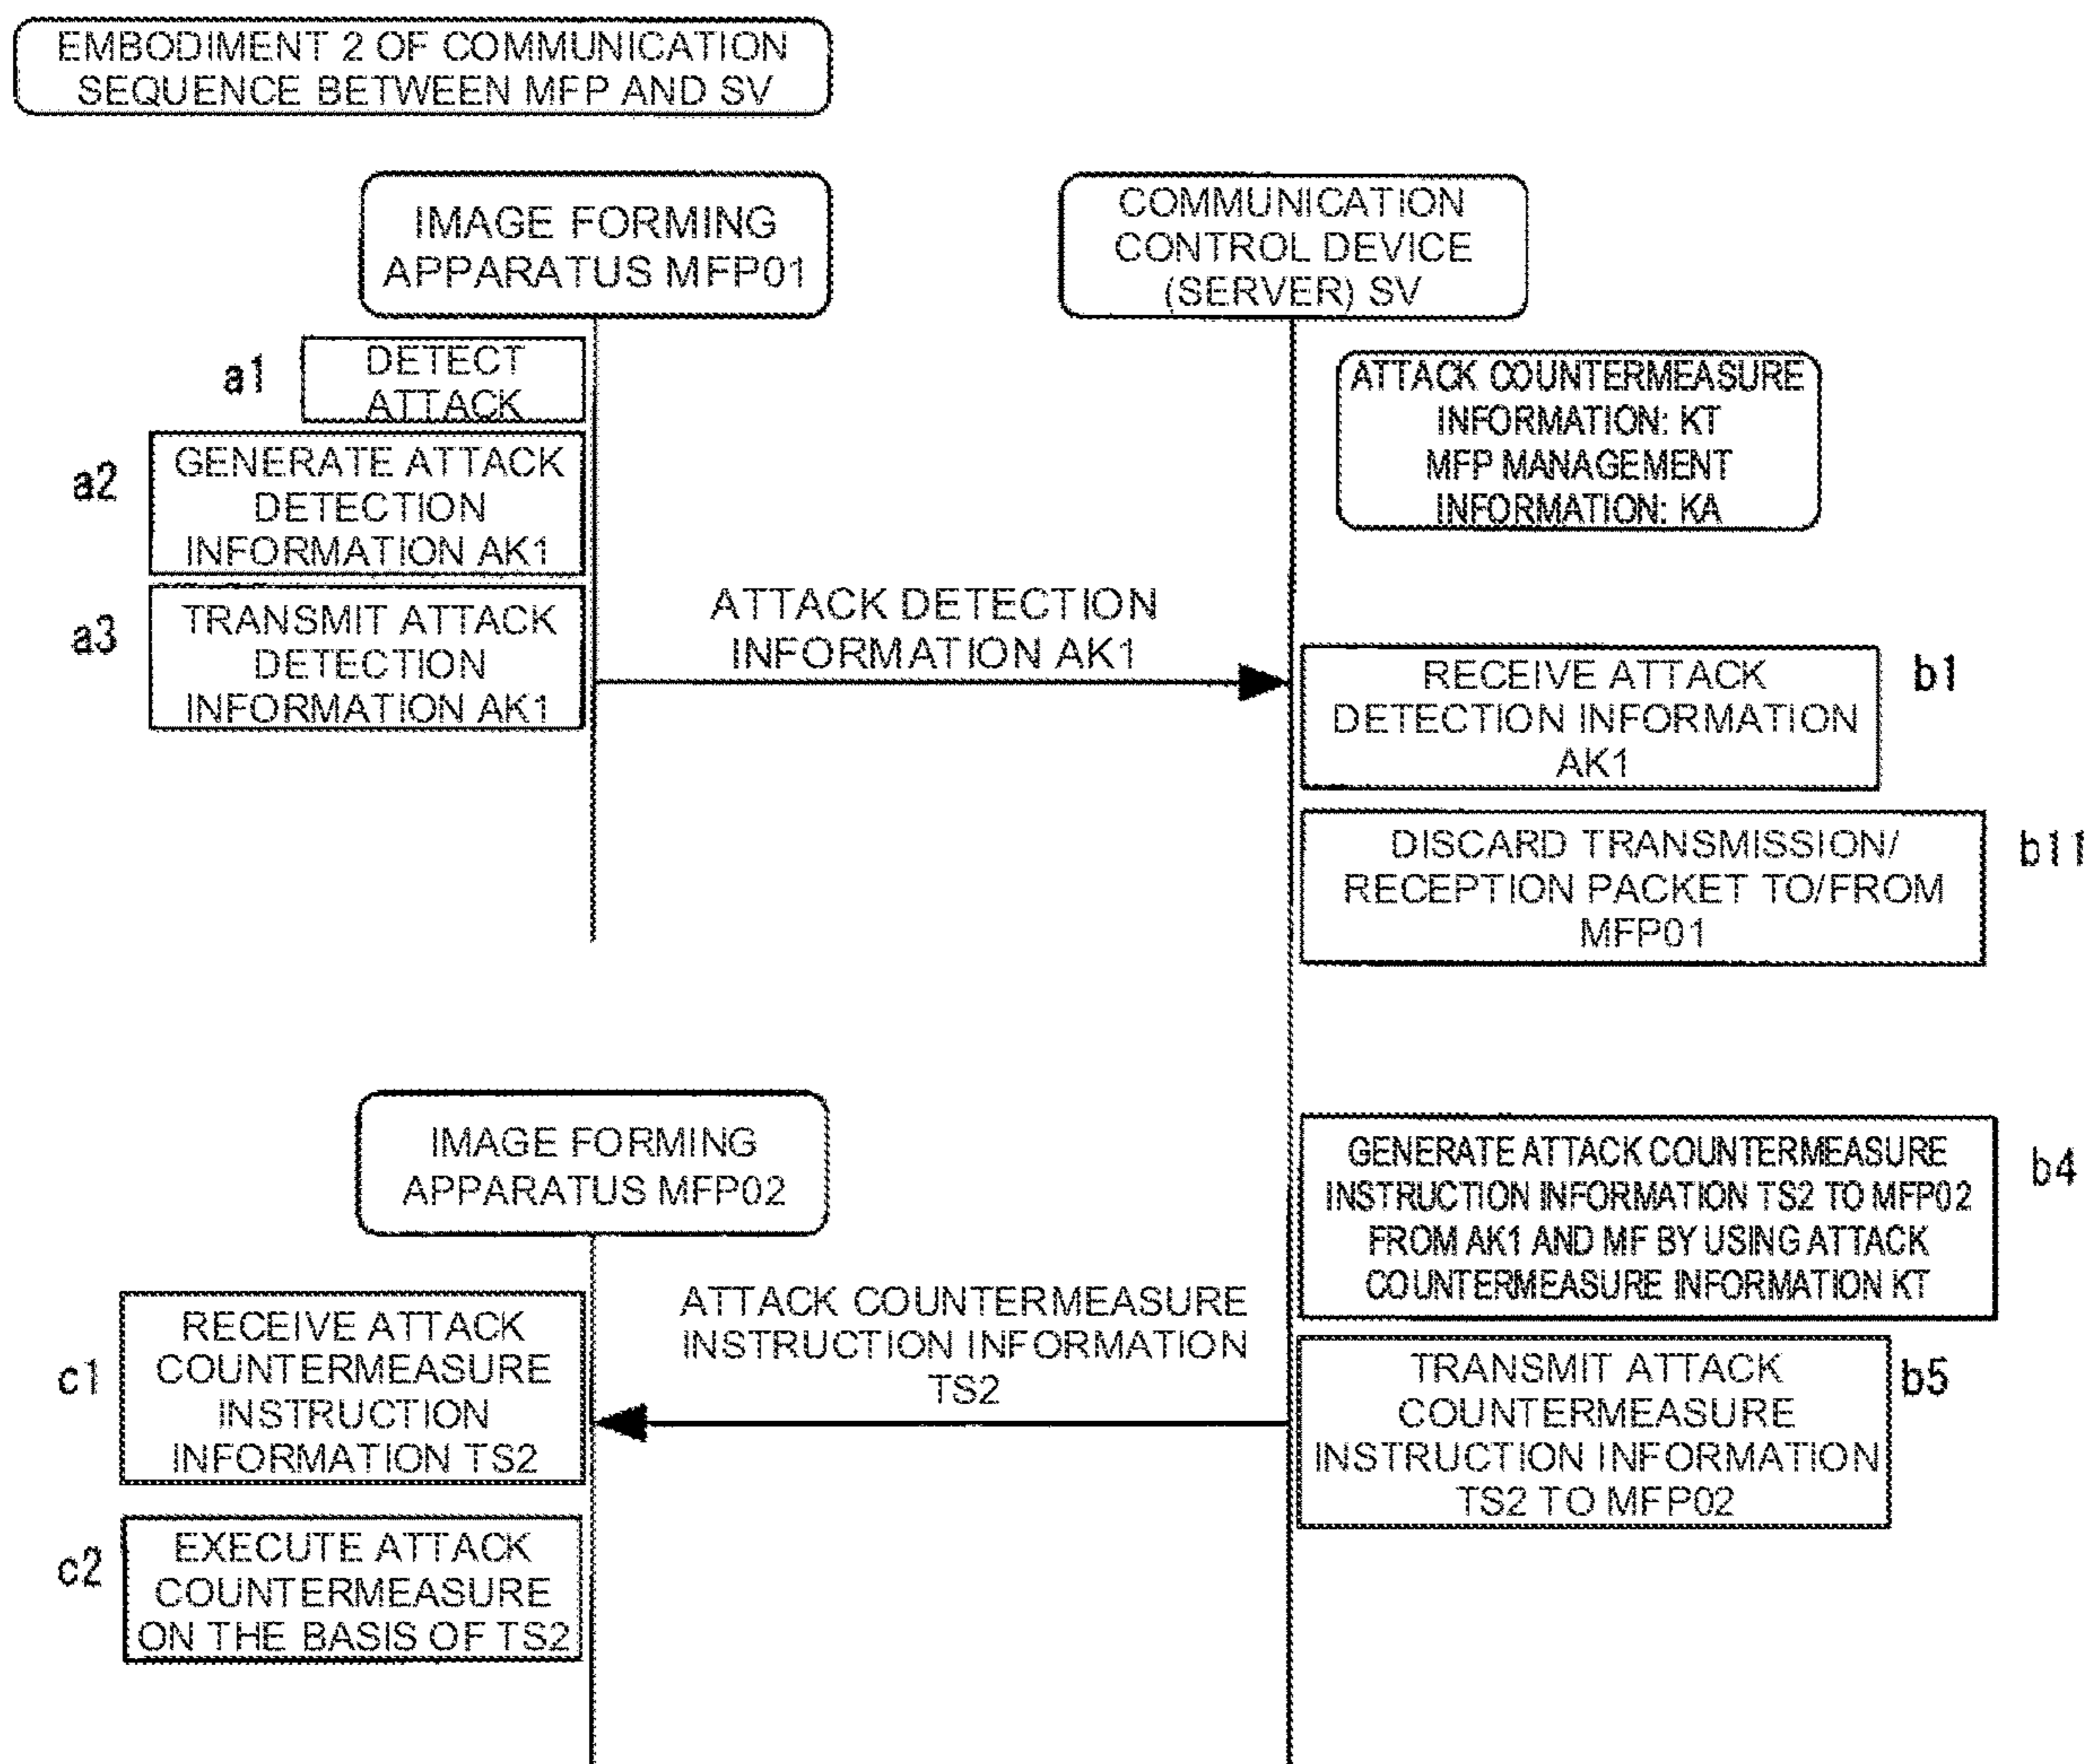 EMBODIMENT 2 OF COMMUNICATION
SEQUENCE BETWEEN MFP AND SV
IMAGE FORMING
APPARATUS MFP01
COMMUNICATION
CONTROL DEVICE
(SERVER) SV
a1
DETECT
ATTACK
ATTACK COUNTERMEASURE
INFORMATION: KT
MFP MANAGEMENT
INFORMATION: KA
a2
GENERATE ATTACK
DETECTION
INFORMATION AK1
a3
TRANSMIT ATTACK
DETECTION
INFORMATION AK1
ATTACK DETECTION
INFORMATION AK1
RECEIVE ATTACK
DETECTION INFORMATION
AK1
b1
DISCARD TRANSMISSION/
RECEPTION PACKET TO/FROM
MFP01
b11
IMAGE FORMING
APPARATUS MFP02
GENERATE ATTACK COUNTERMEASURE
INSTRUCTION INFORMATION TS2 TO MFP02
FROM AK1 AND MF BY USING ATTACK
COUNTERMEASURE INFORMATION KT
b4
c1
RECEIVE ATTACK
COUNTERMEASURE
INSTRUCTION
INFORMATION TS2
ATTACK COUNTERMEASURE
INSTRUCTION INFORMATION
TS2
TRANSMIT ATTACK
COUNTERMEASURE
INSTRUCTION INFORMATION
TS2 TO MFP02
b5
c2
EXECUTE ATTACK
COUNTERMEASURE
ON THE BASIS OF TS2